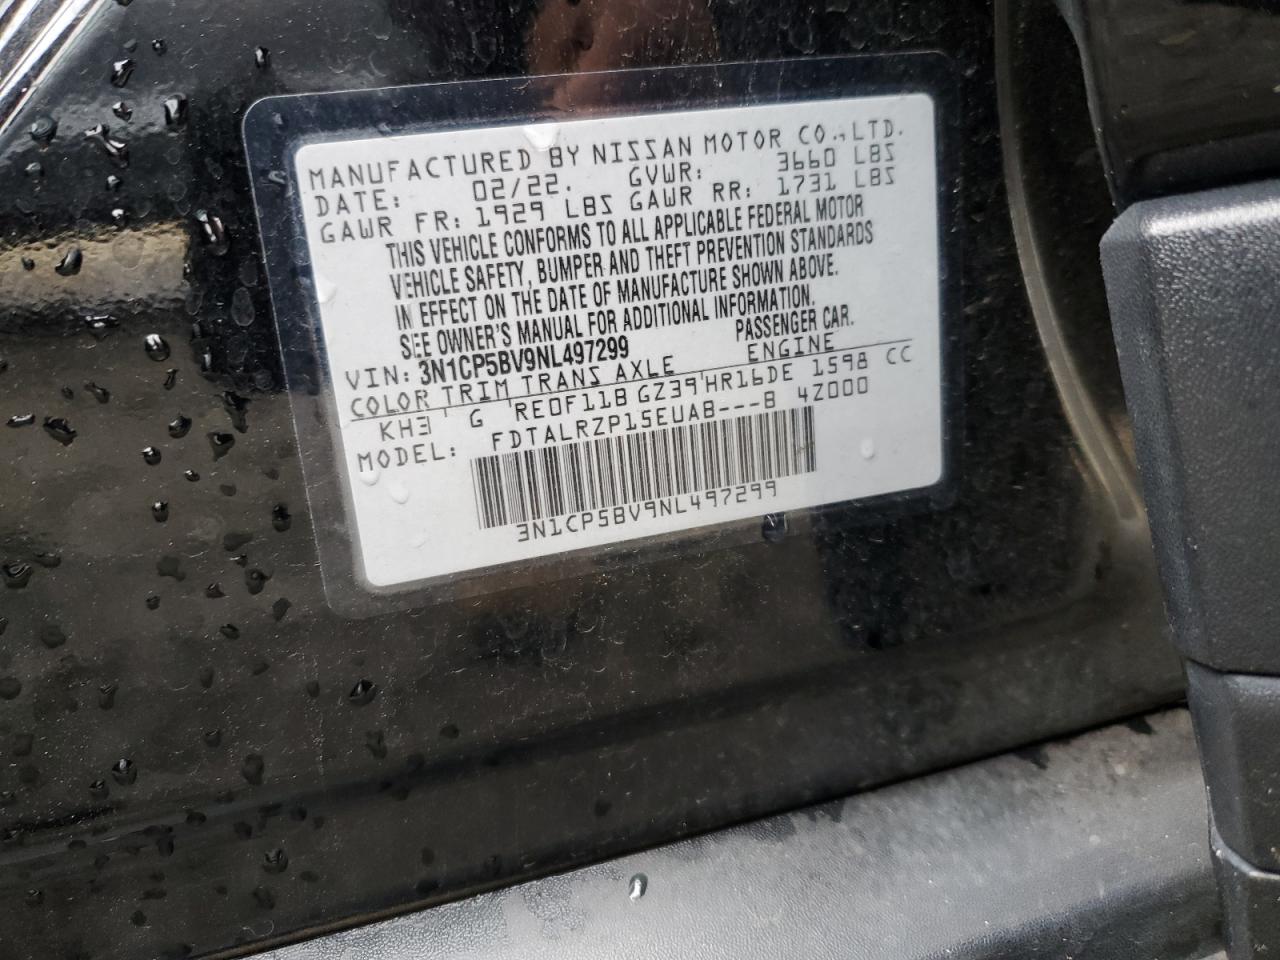 MANUFACTURED BY NISSAN MOTOR CO.,LTD.
DATE: 02/22. GVWR: 3660 LBS
GAWR FR: 1929 LBS GAWR RR: 1731 LBS
THIS VEHICLE CONFORMS TO ALL APPLICABLE FEDERAL MOTOR
VEHICLE SAFETY, BUMPER AND THEFT PREVENTION STANDARDS
IN EFFECT ON THE DATE OF MANUFACTURE SHOWN ABOVE.
SEE OWNER'S MANUAL FOR ADDITIONAL INFORMATION.
VIN: 3N1CP5BV9NL497299 PASSENGER CAR.
COLOR TRIM TRANS AXLE ENGINE
KH3 G RE0F11B GZ39 HR16DE 1598 CC
MODEL: FDTALRZP15EUAB---B 4Z000
3N1CP5BV9NL497299